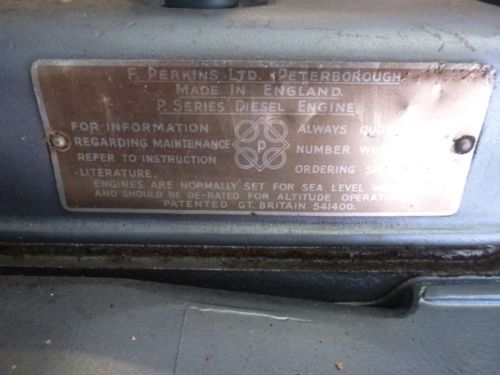 F. PERKINS LTD. PETERBOROUGH
MADE IN ENGLAND.
P. SERIES DIESEL ENGINE
FOR INFORMATION
REGARDING MAINTENANCE
REFER TO INSTRUCTION
LITERATURE.
P
ALWAYS
NUMBER
ORDERING
ENGINES ARE NORMALLY SET FOR SEA LEVEL
AND SHOULD BE DE-RATED FOR ALTITUDE
PATENTED GT. BRITAIN 541400.